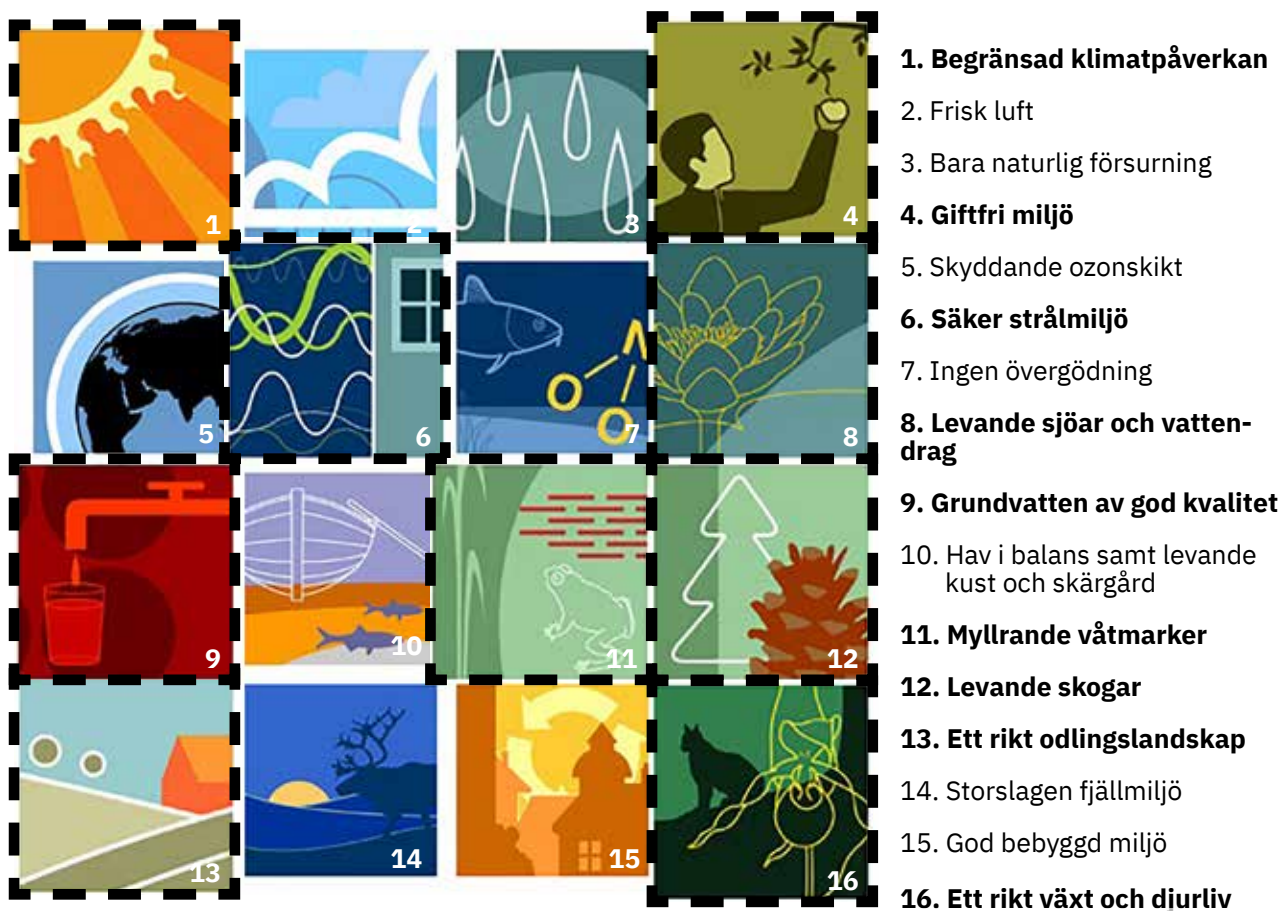 1
2
3
4
5
6
7
8
9
10
11
12
13
14
15
16
1. Begränsad klimatpåverkan
2. Frisk luft
3. Bara naturlig försurning
4. Giftfri miljö
5. Skyddande ozonskikt
6. Säker strålmiljö
7. Ingen övergödning
8. Levande sjöar och vatten-
drag
9. Grundvatten av god kvalitet
10. Hav i balans samt levande
kust och skärgård
11. Myllrande våtmarker
12. Levande skogar
13. Ett rikt odlingslandskap
14. Storslagen fjällmiljö
15. God bebyggd miljö
16. Ett rikt växt och djurliv